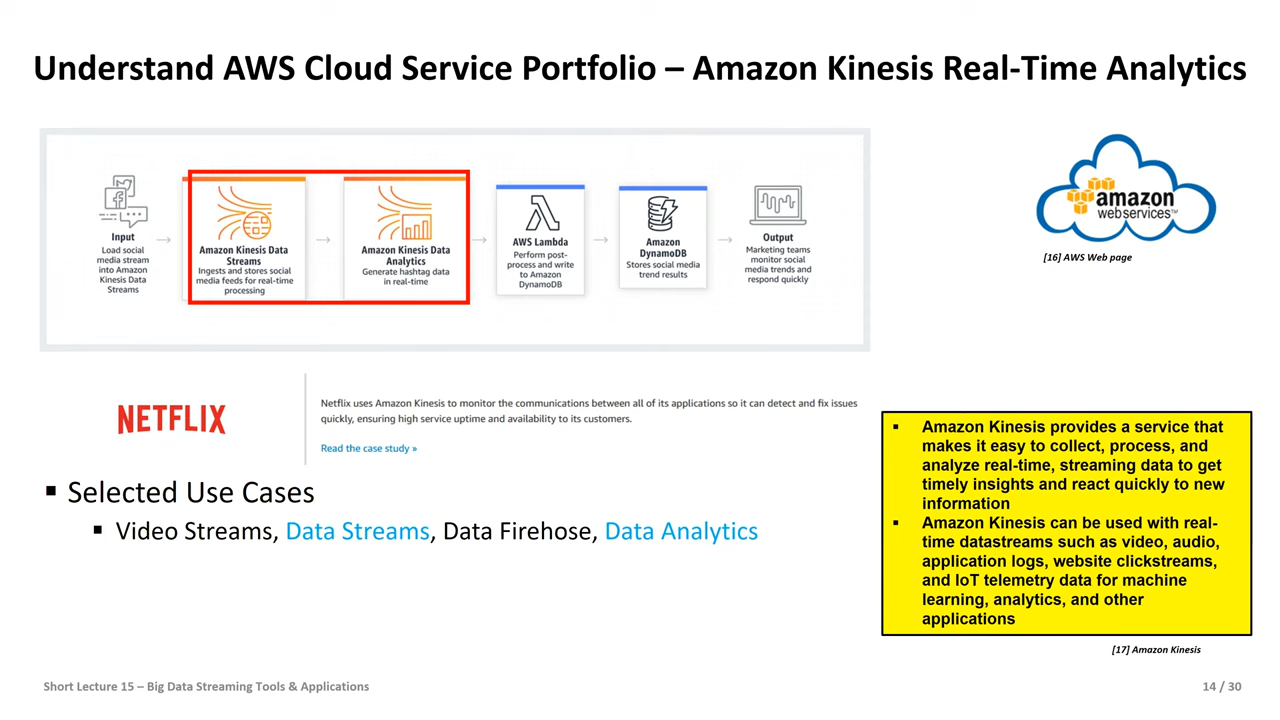 Understand AWS Cloud Service Portfolio – Amazon Kinesis Real-Time Analytics
Input
Load social
media stream
into Amazon
Kinesis Data
Streams
Amazon Kinesis Data
Streams
Ingests and stores social
media feeds for real-time
processing
Amazon Kinesis Data
Analytics
Generate hashtag data
in real-time
AWS Lambda
Perform post-
process and write
to Amazon
DynamoDB
Amazon
DynamoDB
Stores social media
trend results
Output
Marketing teams
monitor social
media trends and
respond quickly
amazon
webservices™
[16] AWS Web page
NETFLIX
Netflix uses Amazon Kinesis to monitor the communications between all of its applications so it can detect and fix issues
quickly, ensuring high service uptime and availability to its customers.
Read the case study »
▪ Selected Use Cases
▪ Video Streams, Data Streams, Data Firehose, Data Analytics
▪ Amazon Kinesis provides a service that
makes it easy to collect, process, and
analyze real-time, streaming data to get
timely insights and react quickly to new
information
▪ Amazon Kinesis can be used with real-
time datastreams such as video, audio,
application logs, website clickstreams,
and IoT telemetry data for machine
learning, analytics, and other
applications
[17] Amazon Kinesis
Short Lecture 15 – Big Data Streaming Tools & Applications
14 / 30